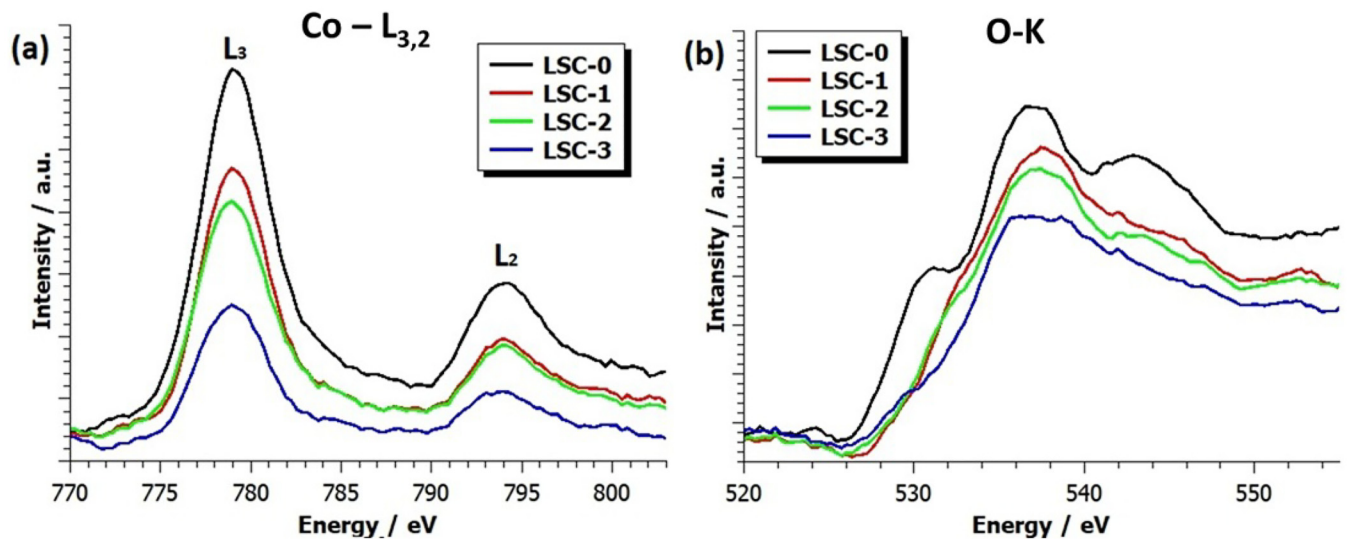 (a)
Co – L3,2
L3
L2
LSC-0
LSC-1
LSC-2
LSC-3
Intensity / a.u.
770 775 780 785 790 795 800
Energy / eV
(b)
O-K
LSC-0
LSC-1
LSC-2
LSC-3
Intansity / a.u.
520 530 540 550
Energy / eV